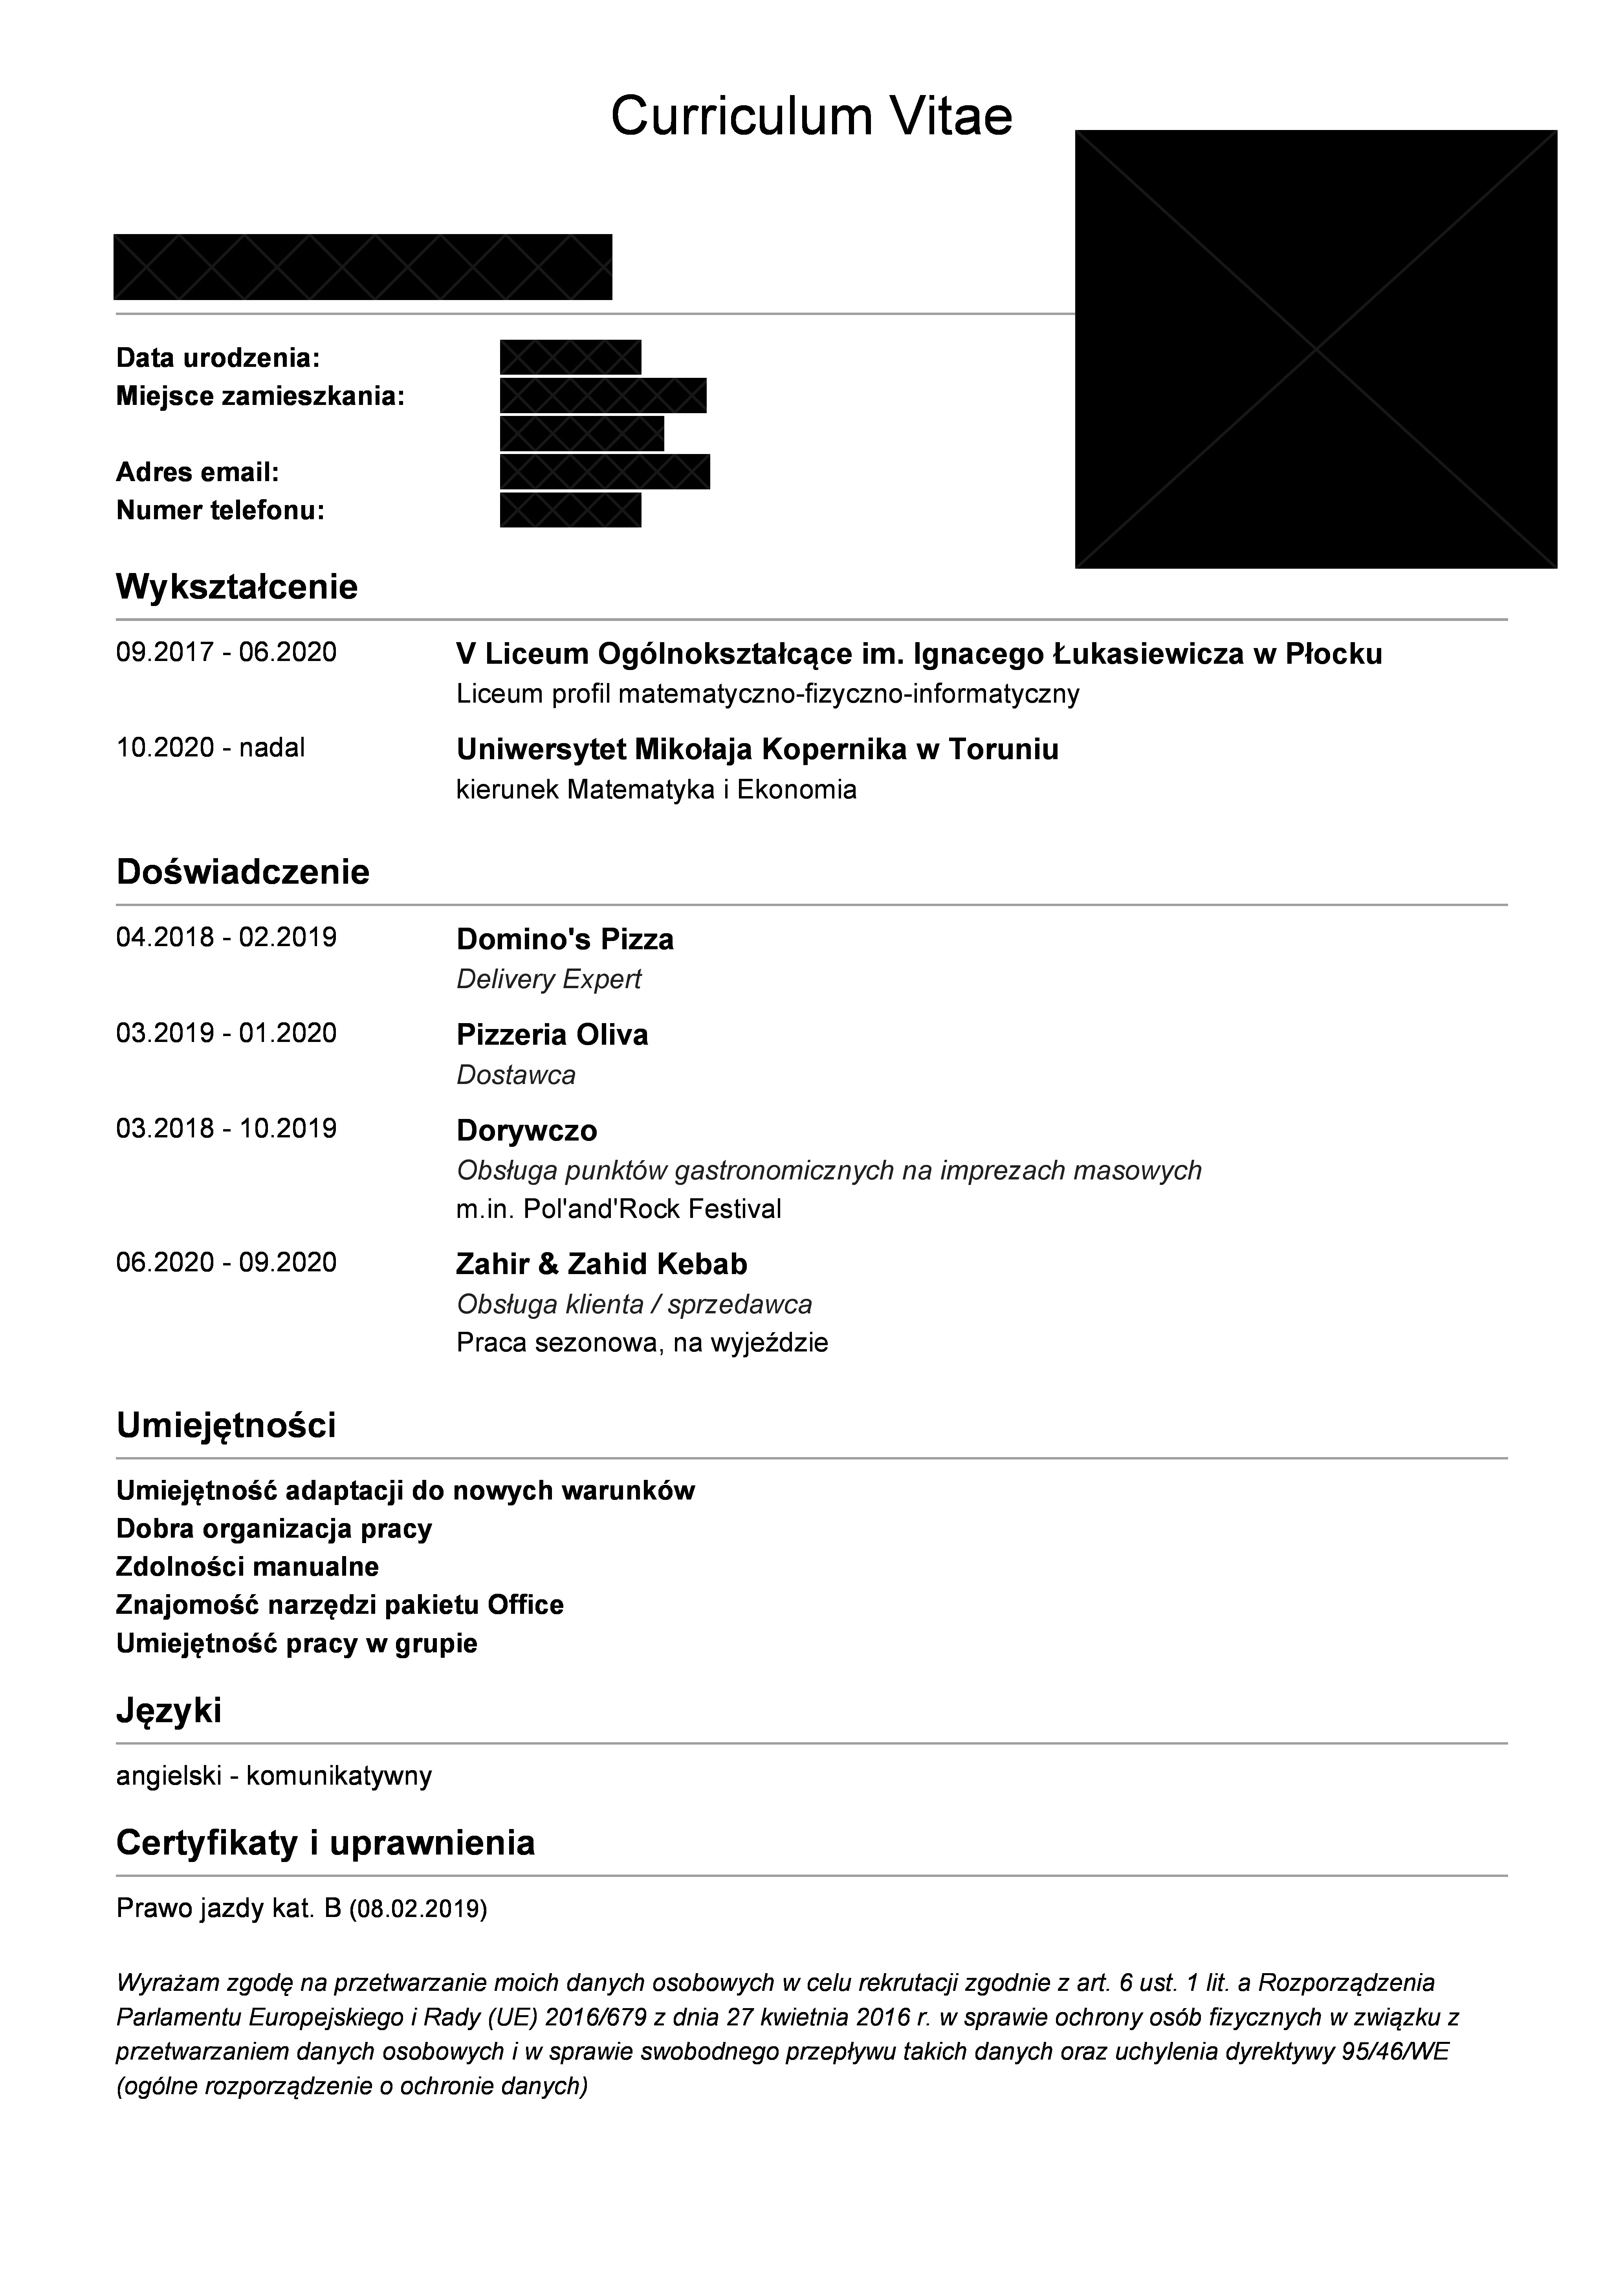 Curriculum Vitae
Data urodzenia:
Miejsce zamieszkania:
Adres email:
Numer telefonu:
Wykształcenie
09.2017 - 06.2020 V Liceum Ogólnokształcące im. Ignacego Łukasiewicza w Płocku
Liceum profil matematyczno-fizyczno-informatyczny
10.2020 - nadal Uniwersytet Mikołaja Kopernika w Toruniu
kierunek Matematyka i Ekonomia
Doświadczenie
04.2018 - 02.2019 Domino's Pizza
Delivery Expert
03.2019 - 01.2020 Pizzeria Oliva
Dostawca
03.2018 - 10.2019 Dorywczo
Obsługa punktów gastronomicznych na imprezach masowych
m.in. Pol'and'Rock Festival
06.2020 - 09.2020 Zahir & Zahid Kebab
Obsługa klienta / sprzedawca
Praca sezonowa, na wyjeździe
Umiejętności
Umiejętność adaptacji do nowych warunków
Dobra organizacja pracy
Zdolności manualne
Znajomość narzędzi pakietu Office
Umiejętność pracy w grupie
Języki
angielski - komunikatywny
Certyfikaty i uprawnienia
Prawo jazdy kat. B (08.02.2019)
Wyrażam zgodę na przetwarzanie moich danych osobowych w celu rekrutacji zgodnie z art. 6 ust. 1 lit. a Rozporządzenia
Parlamentu Europejskiego i Rady (UE) 2016/679 z dnia 27 kwietnia 2016 r. w sprawie ochrony osób fizycznych w związku z
przetwarzaniem danych osobowych i w sprawie swobodnego przepływu takich danych oraz uchylenia dyrektywy 95/46/WE
(ogólne rozporządzenie o ochronie danych)